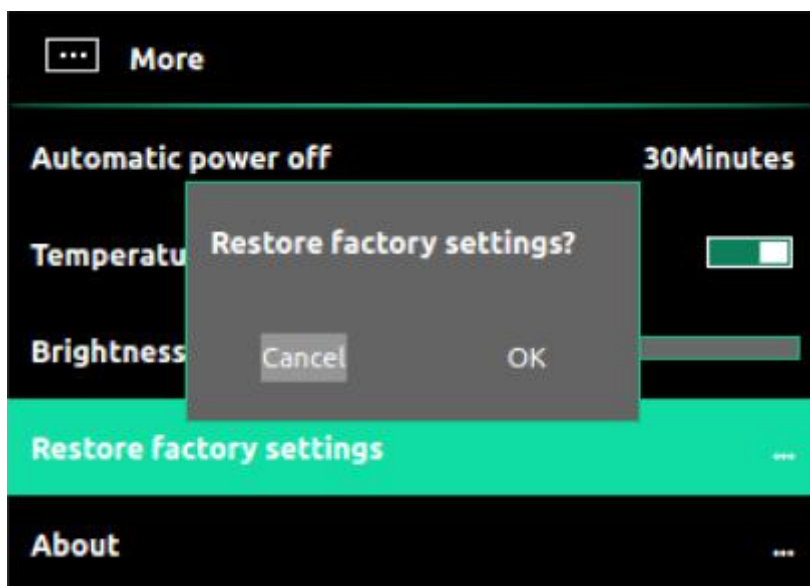 More
Automatic power off 30Minutes
Restore factory settings?
Temperatu
Brightness
Cancel OK
Restore factory settings ...
About ...